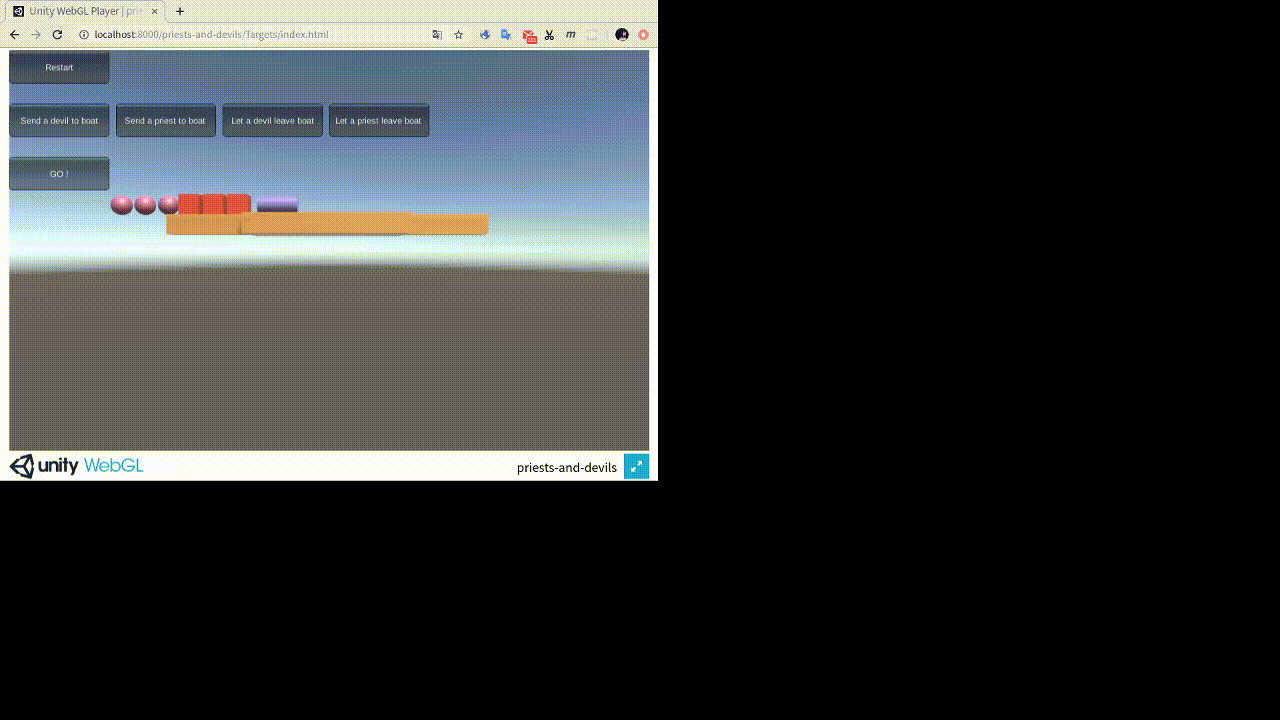 Unity WebGL Player | pri
localhost:8000/priests-and-devils/Targets/index.html
Restart
Send a devil to boat
Send a priest to boat
Let a devil leave boat
Let a priest leave boat
GO !
unity WebGL
priests-and-devils